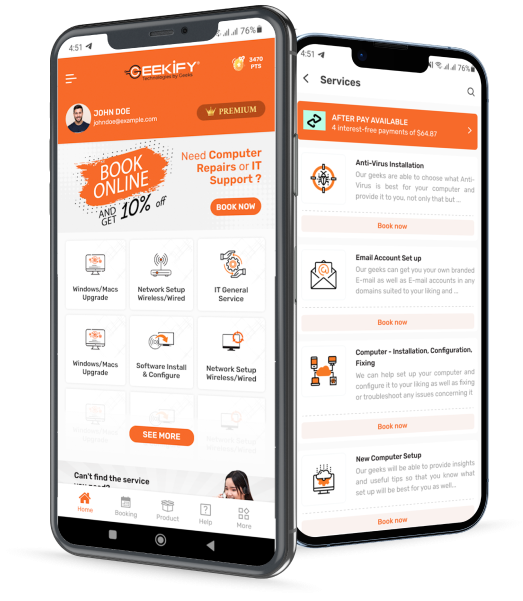 4:51
76%
GEEKIFY
Technologies by Geeks
3470
PTS
JOHN DOE
johndoe@example.com
PREMIUM
BOOK
ONLINE
AND
GET 10% off
Need Computer
Repairs or IT
Support ?
BOOK NOW
Windows/Macs
Upgrade
Network Setup
Wireless/Wired
IT General
Service
Windows/Macs
Upgrade
Software Install
& Configure
Network Setup
Wireless/Wired
SEE MORE
Can't find the service
you need?
Home
Booking
Product
Help
More
4:51
76%
Services
AFTER PAY AVAILABLE
4 interest-free payments of $64.87
Anti-Virus Installation
Our geeks are able to choose what Anti-
Virus is best for your computer and
provide it to you, not only that but ...
Book now
Email Account Set up
Our geeks can get you your own branded
E-mail as well as E-mail accounts in any
domains suited to your liking and ...
Book now
Computer - Installation, Configuration,
Fixing
We can help set up your computer and
configure it to your liking as well as fixing
or troubleshoot any issues concerning it
Book now
New Computer Setup
Our geeks will be able to provide insights
and useful tips so that you know what
set up will be best for you as well...
Book now